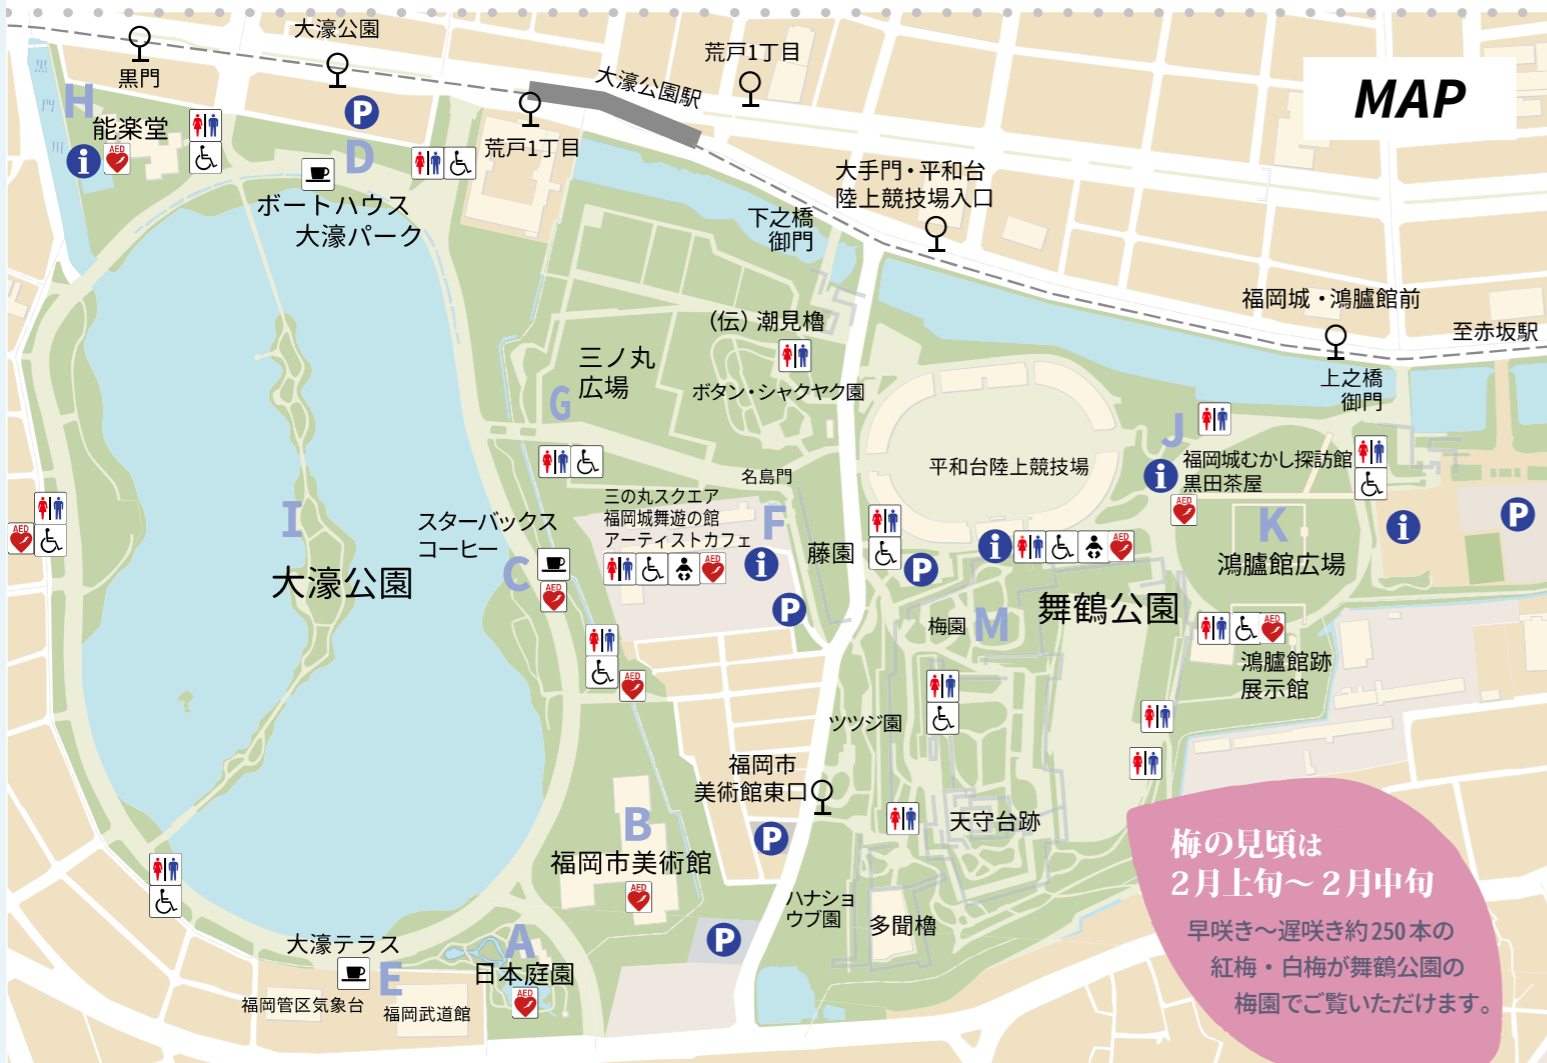 MAP
大濠公園
黒門
荒戸1丁目
大濠公園駅
荒戸1丁目
黒門川
H
能楽堂
i
AED
P
D
ボートハウス
大濠パーク
大手門・平和台
陸上競技場入口
下之橋
御門
福岡城・鴻臚館前
至赤坂駅
上之橋
御門
(伝) 潮見櫓
ボタン・シャクヤク園
三ノ丸
広場
G
平和台陸上競技場
J
i
福岡城むかし探訪館
黒田茶屋
AED
K
鴻臚館広場
i
P
名島門
三の丸スクエア
福岡城舞遊の館
アーティストカフェ
AED
F
i
P
藤園
P
i
AED
スターバックス
コーヒー
C
AED
I
大濠公園
AED
梅園
M
舞鶴公園
AED
鴻臚館跡
展示館
AED
ツツジ園
福岡市
美術館東口
P
天守台跡
B
福岡市美術館
AED
ハナショ
ウブ園
多聞櫓
P
大濠テラス
E
A
日本庭園
AED
福岡管区気象台
福岡武道館
梅の見頃は
2月上旬～2月中旬
早咲き～遅咲き約250本の
紅梅・白梅が舞鶴公園の
梅園でご覧いただけます。